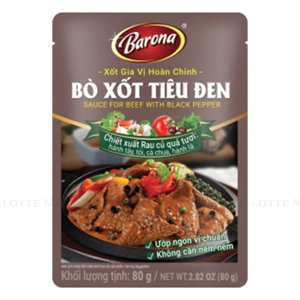 Barona
- Xốt Gia Vị Hoàn Chỉnh -
BÒ XỐT TIÊU ĐEN
SAUCE FOR BEEF WITH BLACK PEPPER
Chiết xuất Rau củ quả tươi:
hành tây, tỏi, cà chua, hành lá
✓ Ướp ngon vị chuẩn
✓ Không cần nêm nếm
Khối lượng tịnh: 80 g / NET WT. 2.82 OZ (80 g)